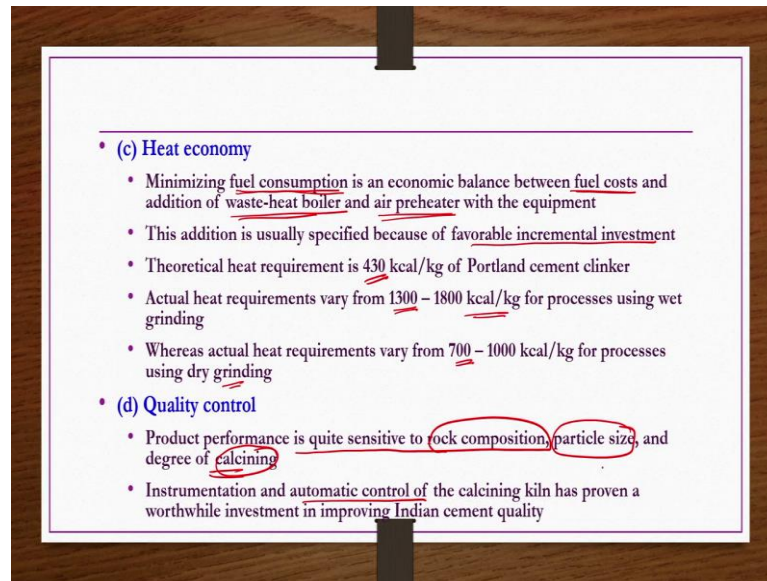 (c) Heat economy
Minimizing fuel consumption is an economic balance between fuel costs and
addition of waste-heat boiler and air preheater with the equipment
This addition is usually specified because of favorable incremental investment
Theoretical heat requirement is 430 kcal/kg of Portland cement clinker
Actual heat requirements vary from 1300 – 1800 kcal/kg for processes using wet
grinding
Whereas actual heat requirements vary from 700 – 1000 kcal/kg for processes
using dry grinding
(d) Quality control
Product performance is quite sensitive to rock composition, particle size, and
degree of calcining
Instrumentation and automatic control of the calcining kiln has proven a
worthwhile investment in improving Indian cement quality